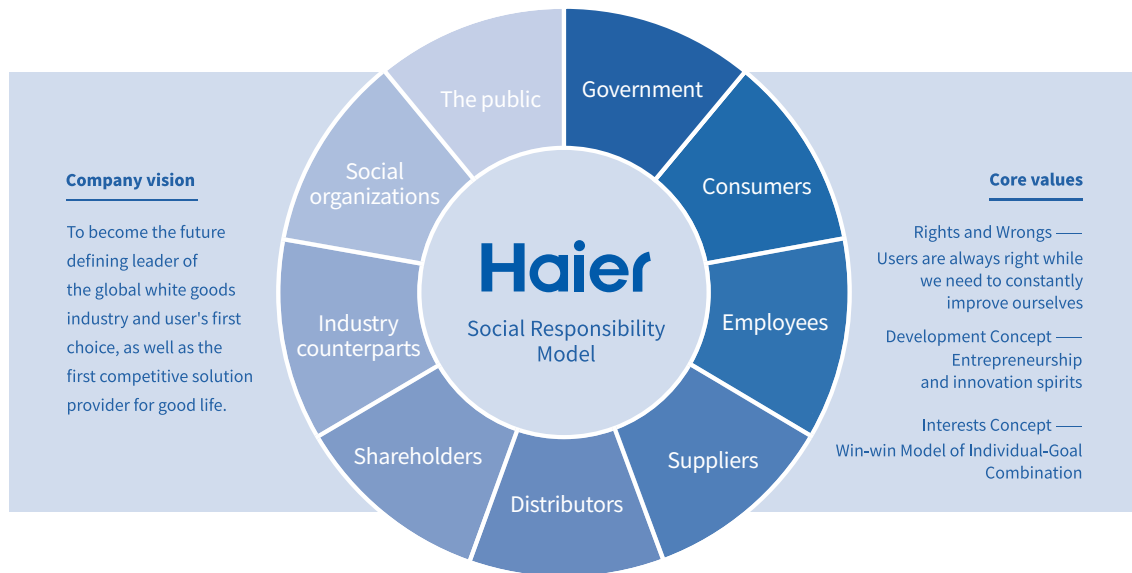 Company vision
To become the future
defining leader of
the global white goods
industry and user's first
choice, as well as the
first competitive solution
provider for good life.
The public
Government
Social
organizations
Consumers
Industry
counterparts
Employees
Shareholders
Suppliers
Distributors
Haier
Social Responsibility
Model
Core values
Rights and Wrongs —
Users are always right while
we need to constantly
improve ourselves
Development Concept —
Entrepreneurship
and innovation spirits
Interests Concept —
Win-win Model of Individual-Goal
Combination